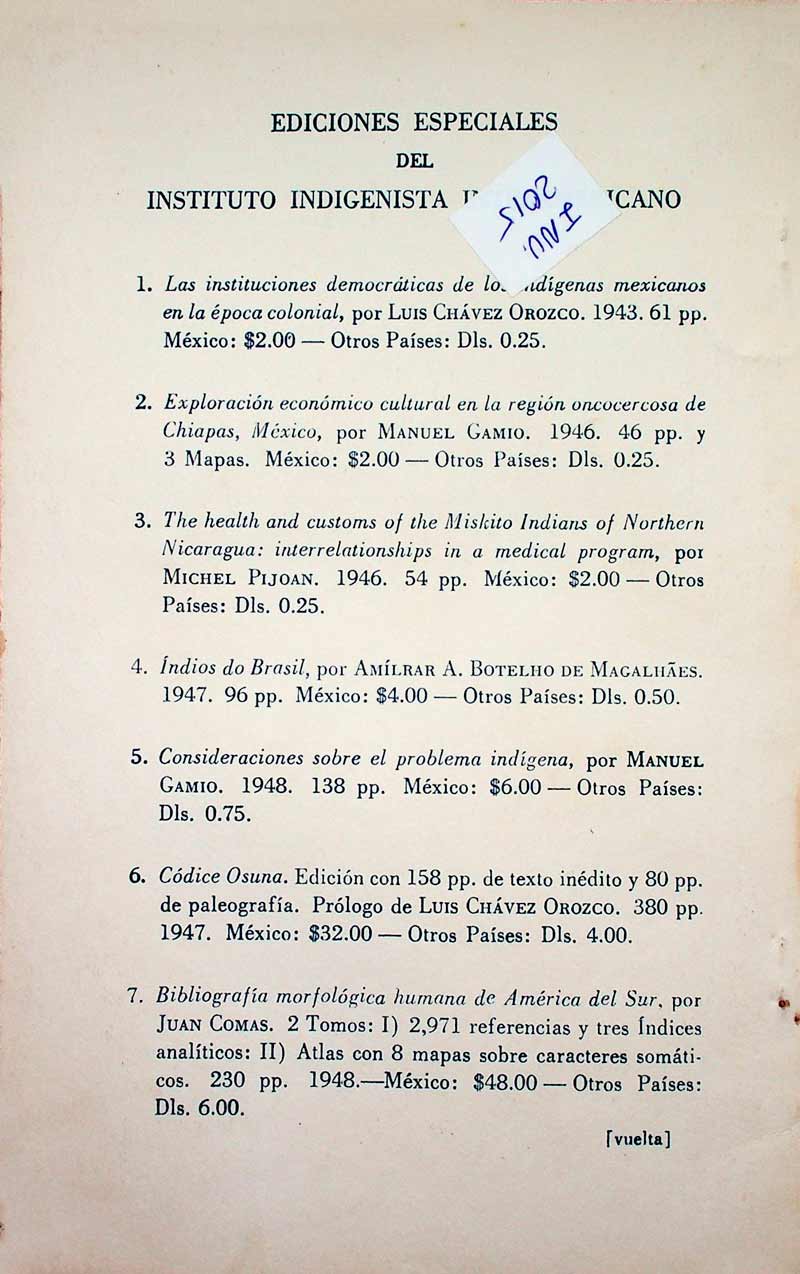 EDICIONES ESPECIALES
DEL
INSTITUTO INDIGENISTA
INV.
2015
1. Las instituciones democráticas de los indígenas mexicanos
en la época colonial, por Luis Chávez Orozco. 1943. 61 pp.
México: $2.00 — Otros Países: Dls. 0.25.
2. Exploración económico cultural en la región oncocercosa de
Chiapas, México, por Manuel Gamio. 1946. 46 pp. y
3 Mapas. México: $2.00 — Otros Países: Dls. 0.25.
3. The health and customs of the Miskito Indians of Northern
Nicaragua: interrelationships in a medical program, por
Michel Pijoan. 1946. 54 pp. México: $2.00 — Otros
Países: Dls. 0.25.
4. Índios do Brasil, por Amílrar A. Botelho de Magalhães.
1947. 96 pp. México: $4.00 — Otros Países: Dls. 0.50.
5. Consideraciones sobre el problema indígena, por Manuel
Gamio. 1948. 138 pp. México: $6.00 — Otros Países:
Dls. 0.75.
6. Códice Osuna. Edición con 158 pp. de texto inédito y 80 pp.
de paleografía. Prólogo de Luis Chávez Orozco. 380 pp.
1947. México: $32.00 — Otros Países: Dls. 4.00.
7. Bibliografía morfológica humana de América del Sur, por
Juan Comas. 2 Tomos: I) 2,971 referencias y tres Índices
analíticos: II) Atlas con 8 mapas sobre caracteres somáti-
cos. 230 pp. 1948.—México: $48.00 — Otros Países:
Dls. 6.00.
[vuelta]